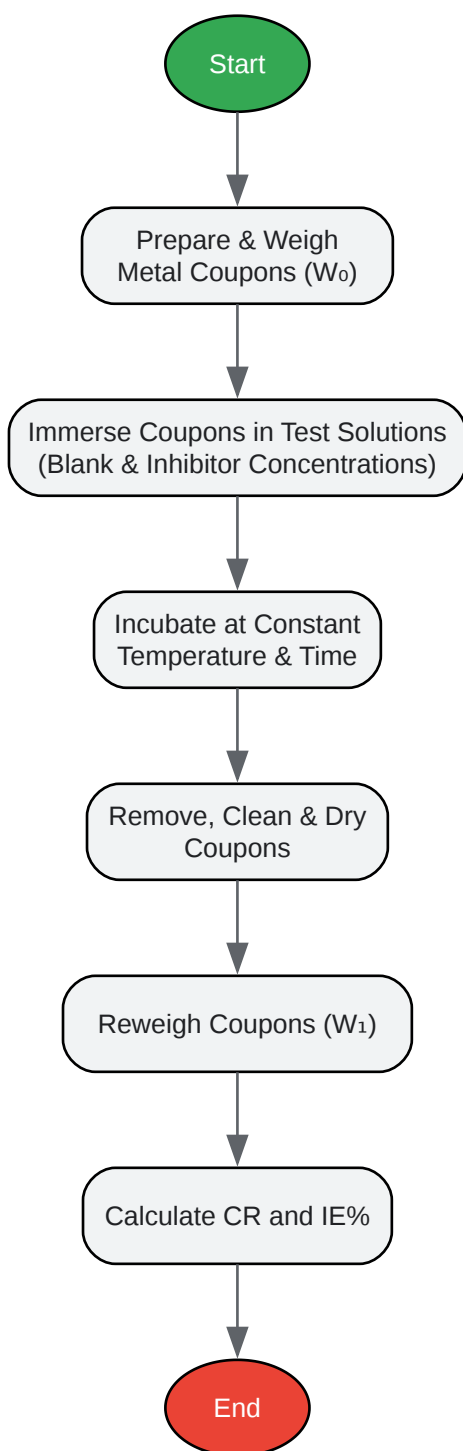 Start
Prepare & Weigh
Metal Coupons (W₀)
Immerse Coupons in Test Solutions
(Blank & Inhibitor Concentrations)
Incubate at Constant
Temperature & Time
Remove, Clean & Dry
Coupons
Reweigh Coupons (W₁)
Calculate CR and IE%
End